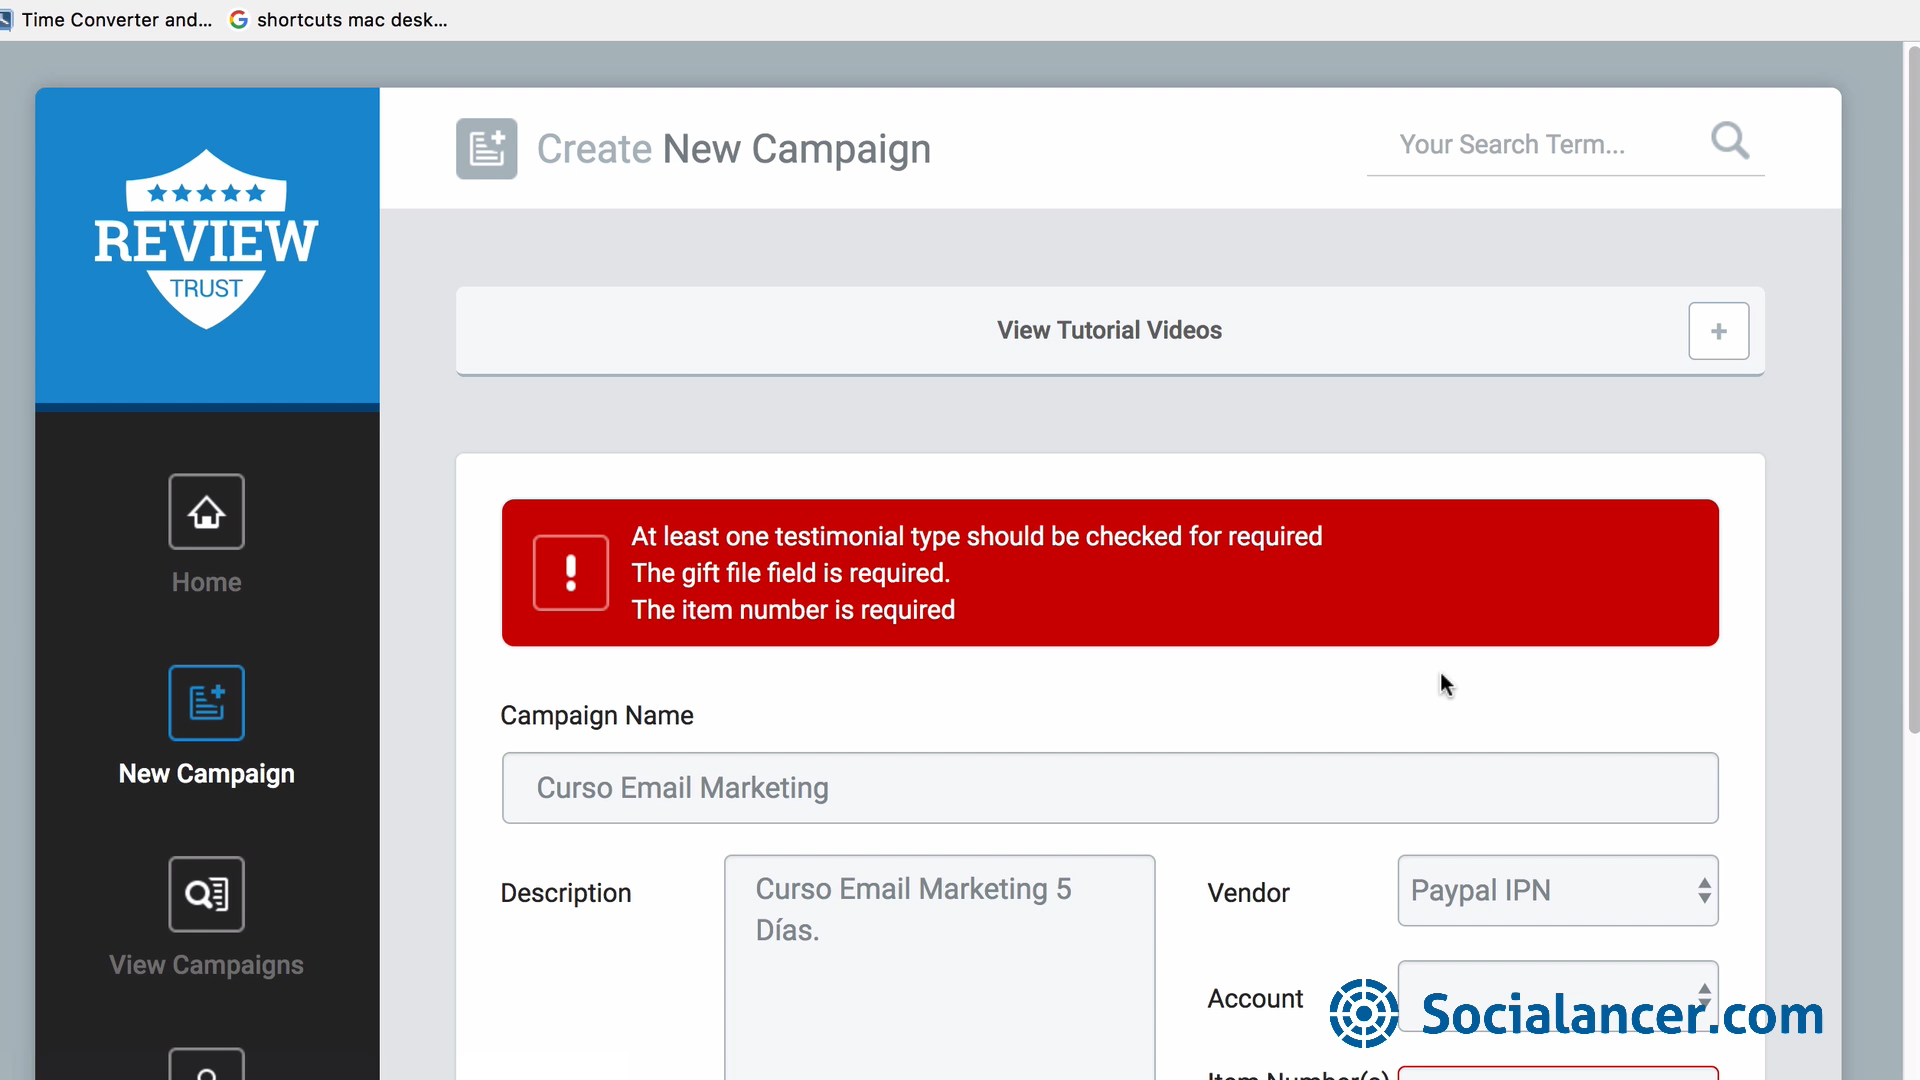 Time Converter and... shortcuts mac desk...
REVIEW
TRUST
Create New Campaign
Your Search Term...
View Tutorial Videos
+
At least one testimonial type should be checked for required
The gift file field is required.
The item number is required
Home
New Campaign
View Campaigns
Campaign Name
Curso Email Marketing
Description
Curso Email Marketing 5
Días.
Vendor
Paypal IPN
Account
Socialancer.com
Item Number(s)